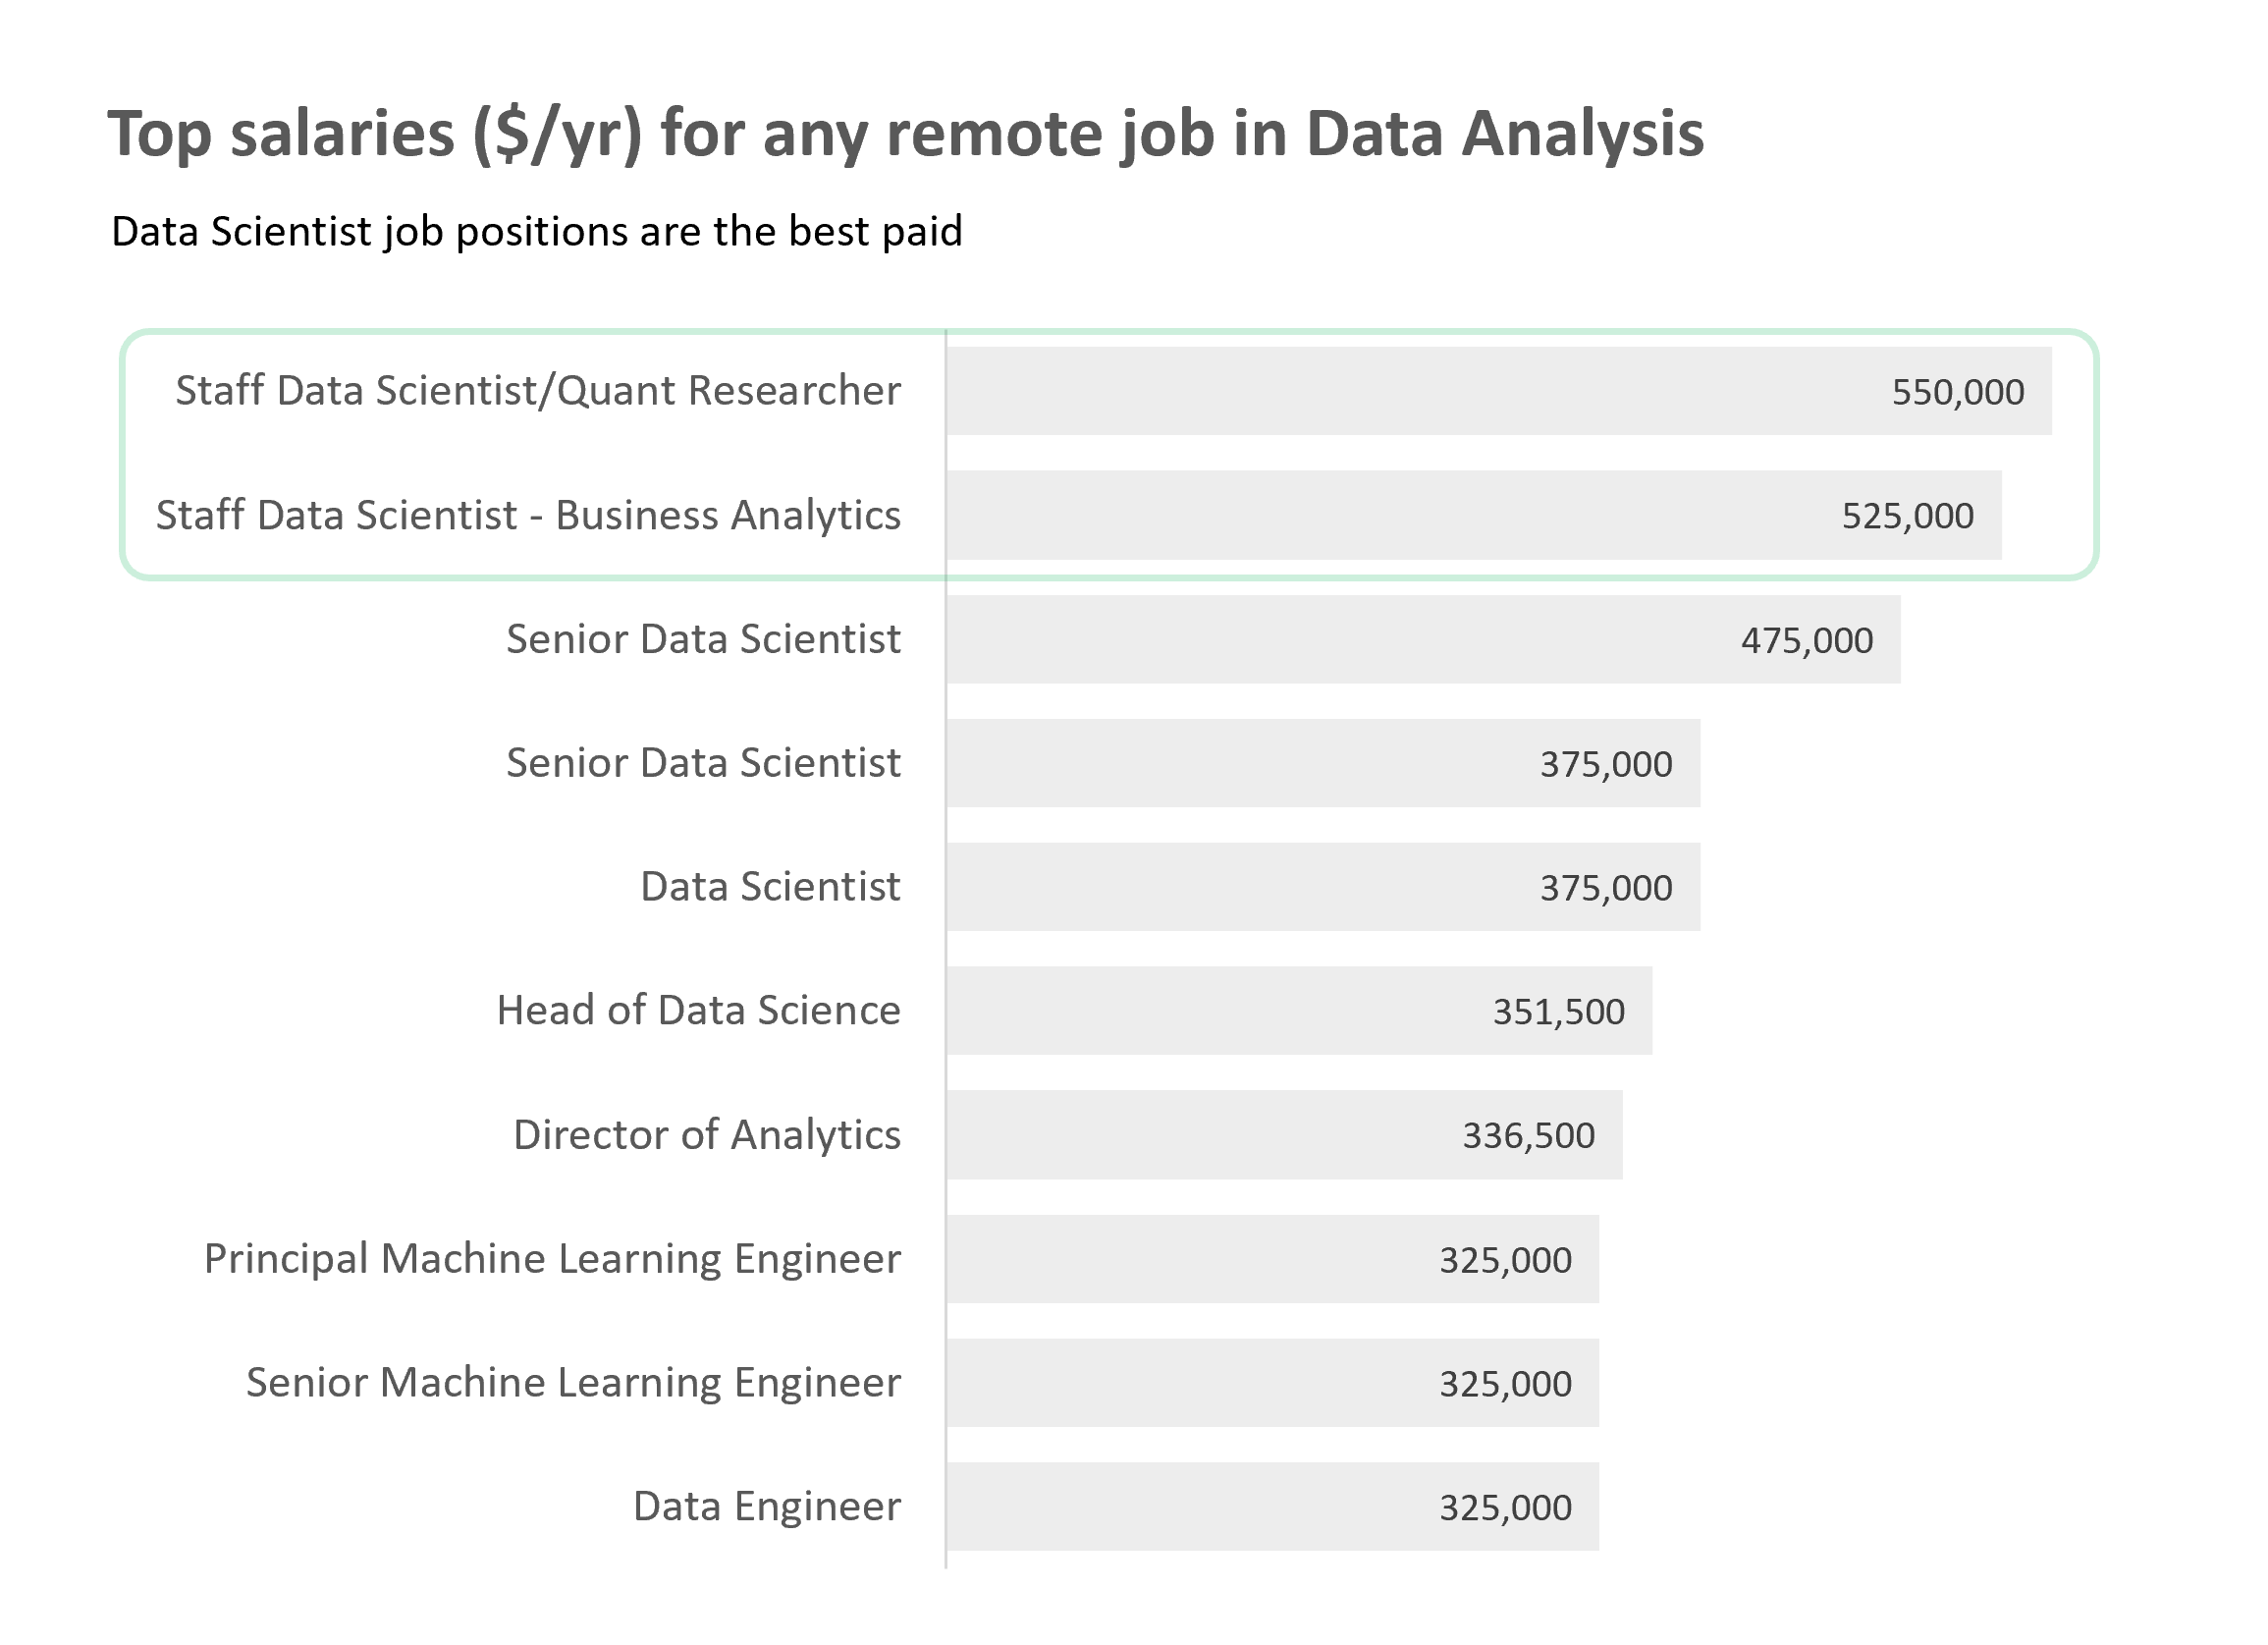 Top salaries ($/yr) for any remote job in Data Analysis
Data Scientist job positions are the best paid
Staff Data Scientist/Quant Researcher 550,000
Staff Data Scientist - Business Analytics 525,000
Senior Data Scientist 475,000
Senior Data Scientist 375,000
Data Scientist 375,000
Head of Data Science 351,500
Director of Analytics 336,500
Principal Machine Learning Engineer 325,000
Senior Machine Learning Engineer 325,000
Data Engineer 325,000